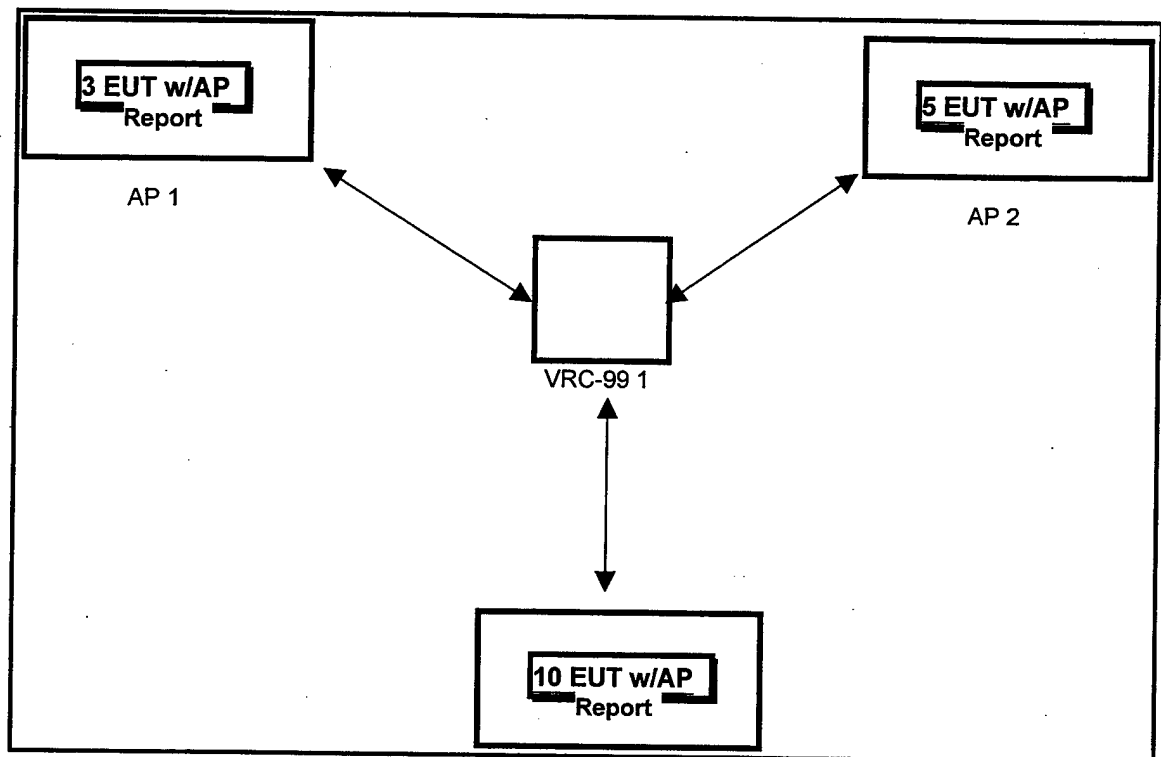 3 EUT w/AP
Report
AP 1
5 EUT w/AP
Report
AP 2
VRC-99 1
10 EUT w/AP
Report